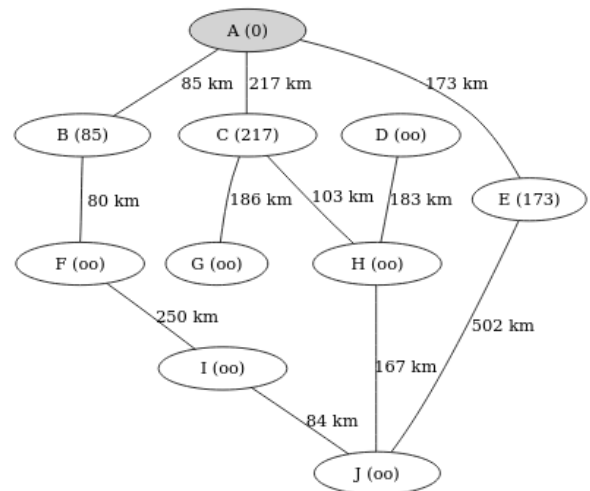 A (0)
85 km
217 km
173 km
B (85)
C (217)
D (oo)
80 km
186 km
103 km
183 km
E (173)
F (oo)
G (oo)
H (oo)
250 km
502 km
I (oo)
167 km
84 km
J (oo)